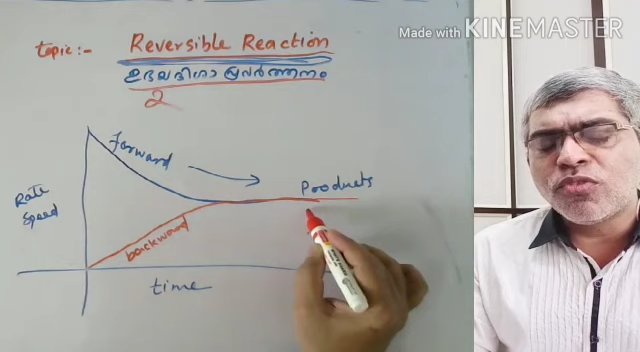 Made with KINEMASTER
Topic:- Reversible Reaction
ഉഭയദിശാ പ്രവർത്തനം
2
Forward
Products
Rate
Speed
backward
time